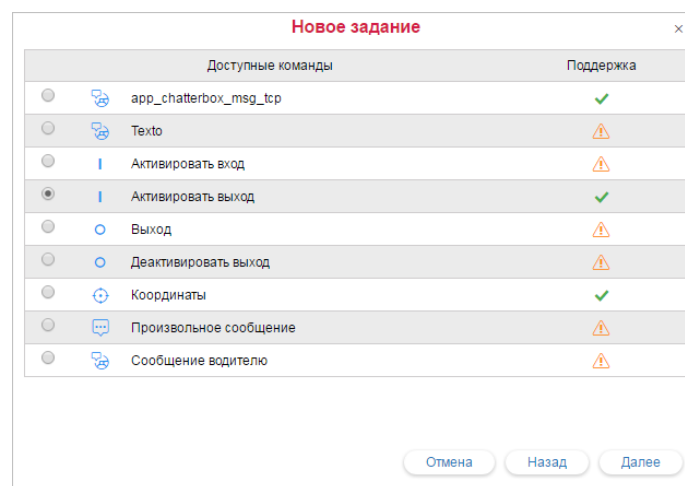 Новое задание
Доступные команды Поддержка
app_chatterbox_msg_tcp
Texto
Активировать вход
Активировать выход
Выход
Деактивировать выход
Координаты
Произвольное сообщение
Сообщение водителю
Отмена Назад Далее